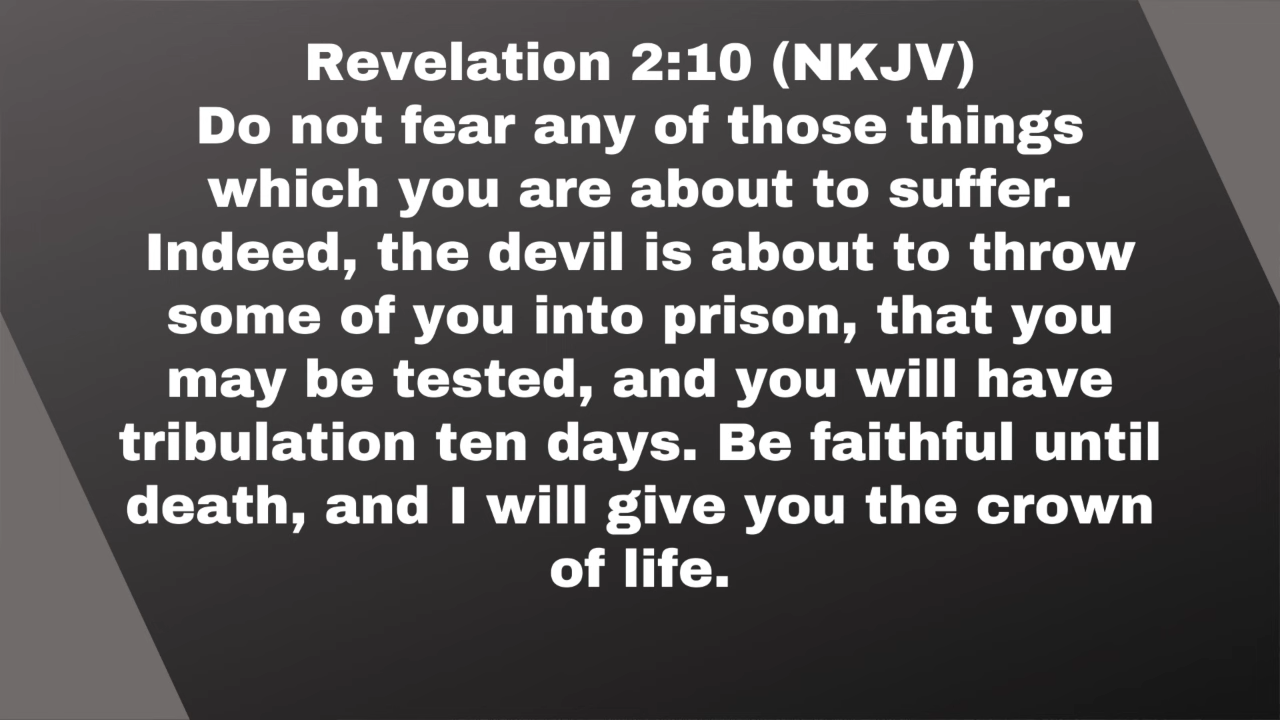 Revelation 2:10 (NKJV)
Do not fear any of those things
which you are about to suffer.
Indeed, the devil is about to throw
some of you into prison, that you
may be tested, and you will have
tribulation ten days. Be faithful until
death, and I will give you the crown
of life.